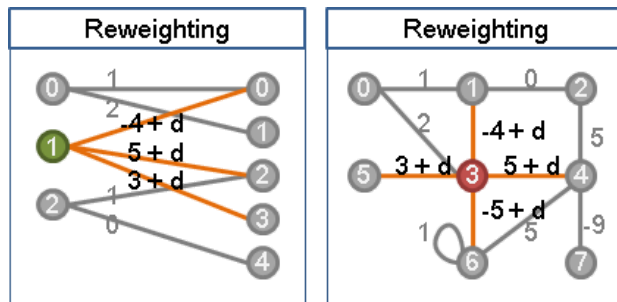 Reweighting
0 1 0
2
-4 + d
1 5 + d 1
3 + d
2 1 2
0 3
4
Reweighting
0 1 1 0 2
2 -4 + d 5
5 3 + d 3 5 + d 4
-5 + d
1 5 -9
6 7